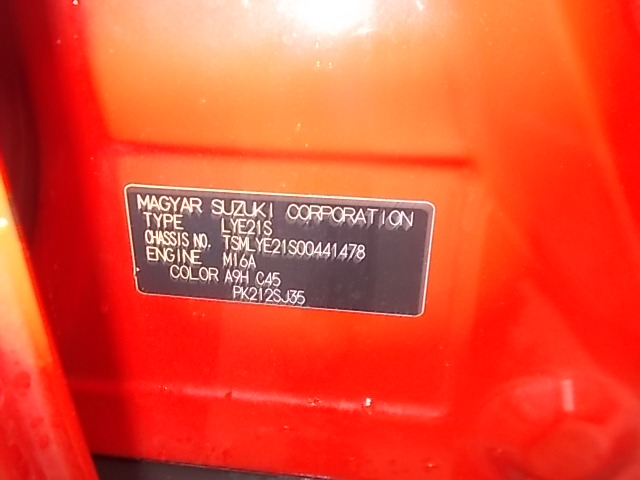 MAGYAR SUZUKI CORPORATION
TYPE LYE21S
CHASSIS NO. TSMLYE21S00441478
ENGINE M16A
COLOR A9H C45
PK212SJ35